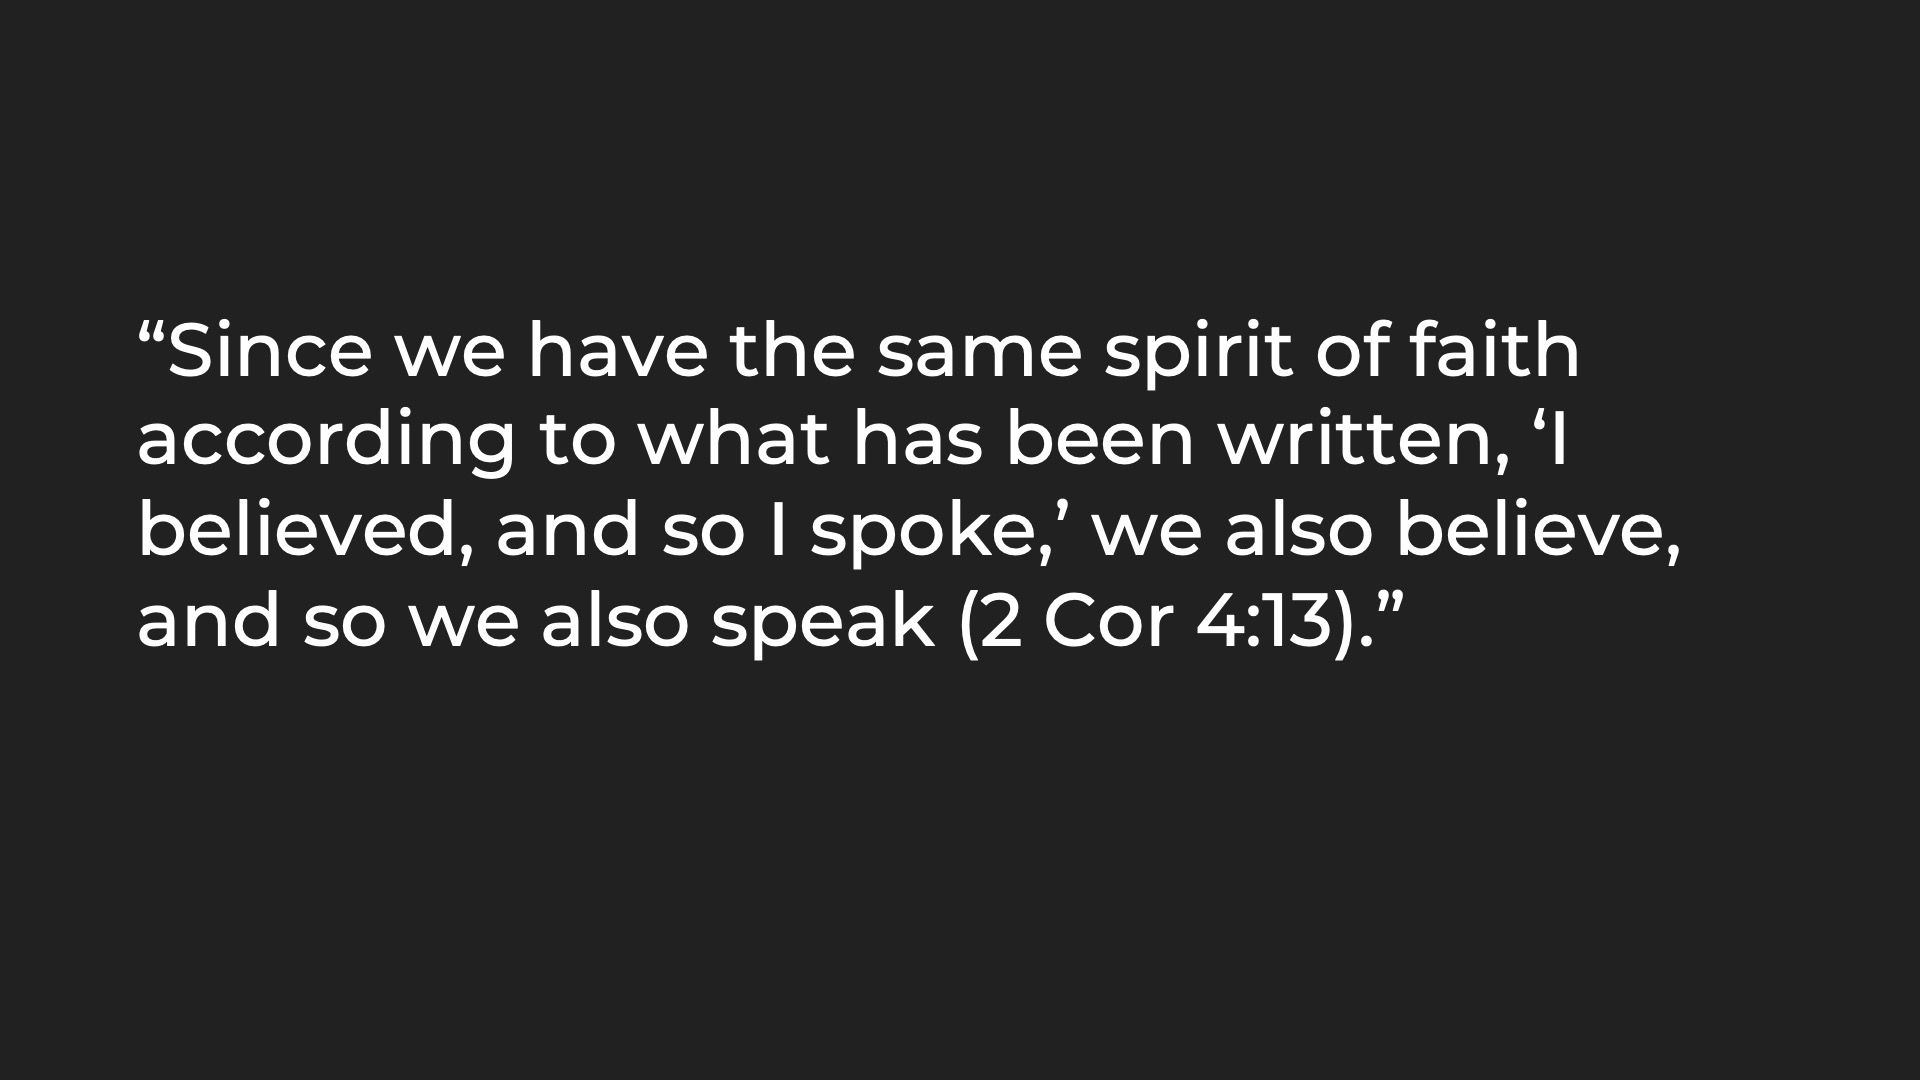 “Since we have the same spirit of faith
according to what has been written, ‘I
believed, and so I spoke,’ we also believe,
and so we also speak (2 Cor 4:13).”